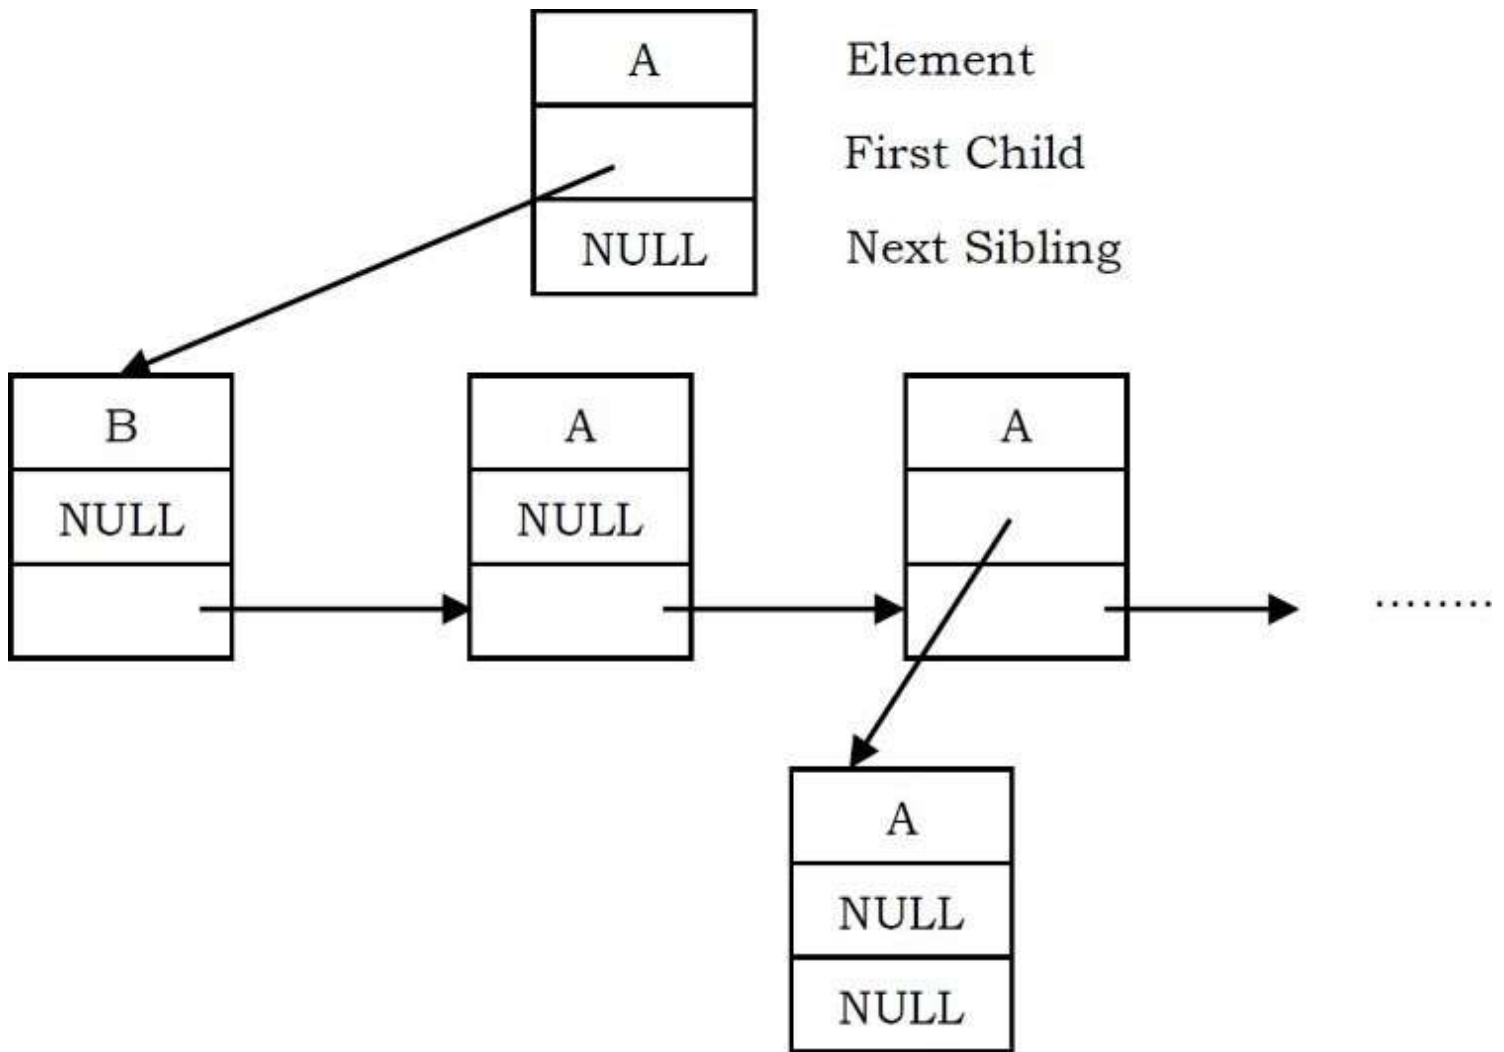 A Element
First Child
NULL Next Sibling
B A A
NULL NULL
........
A
NULL
NULL